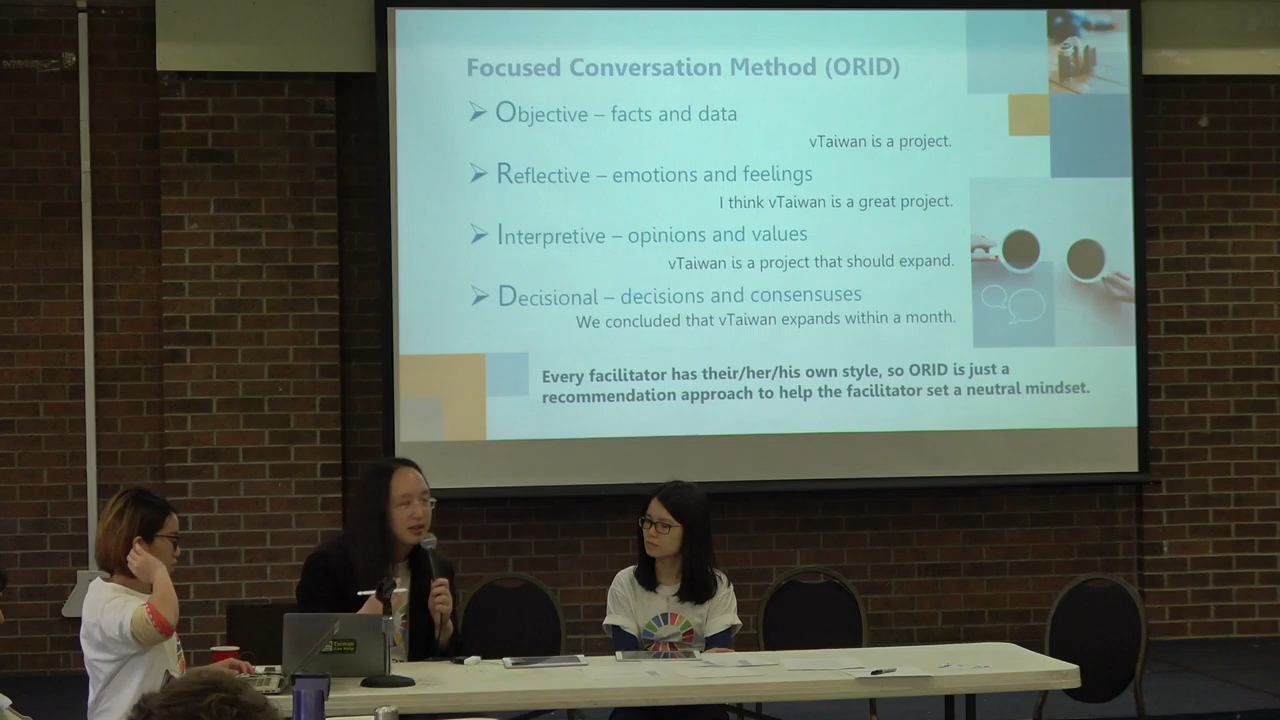 Focused Conversation Method (ORID)
Objective – facts and data
vTaiwan is a project.
Reflective – emotions and feelings
I think vTaiwan is a great project.
Interpretive – opinions and values
vTaiwan is a project that should expand.
Decisional – decisions and consensuses
We concluded that vTaiwan expands within a month.
Every facilitator has their/her/his own style, so ORID is just a
recommendation approach to help the facilitator set a neutral mindset.
Taiwan